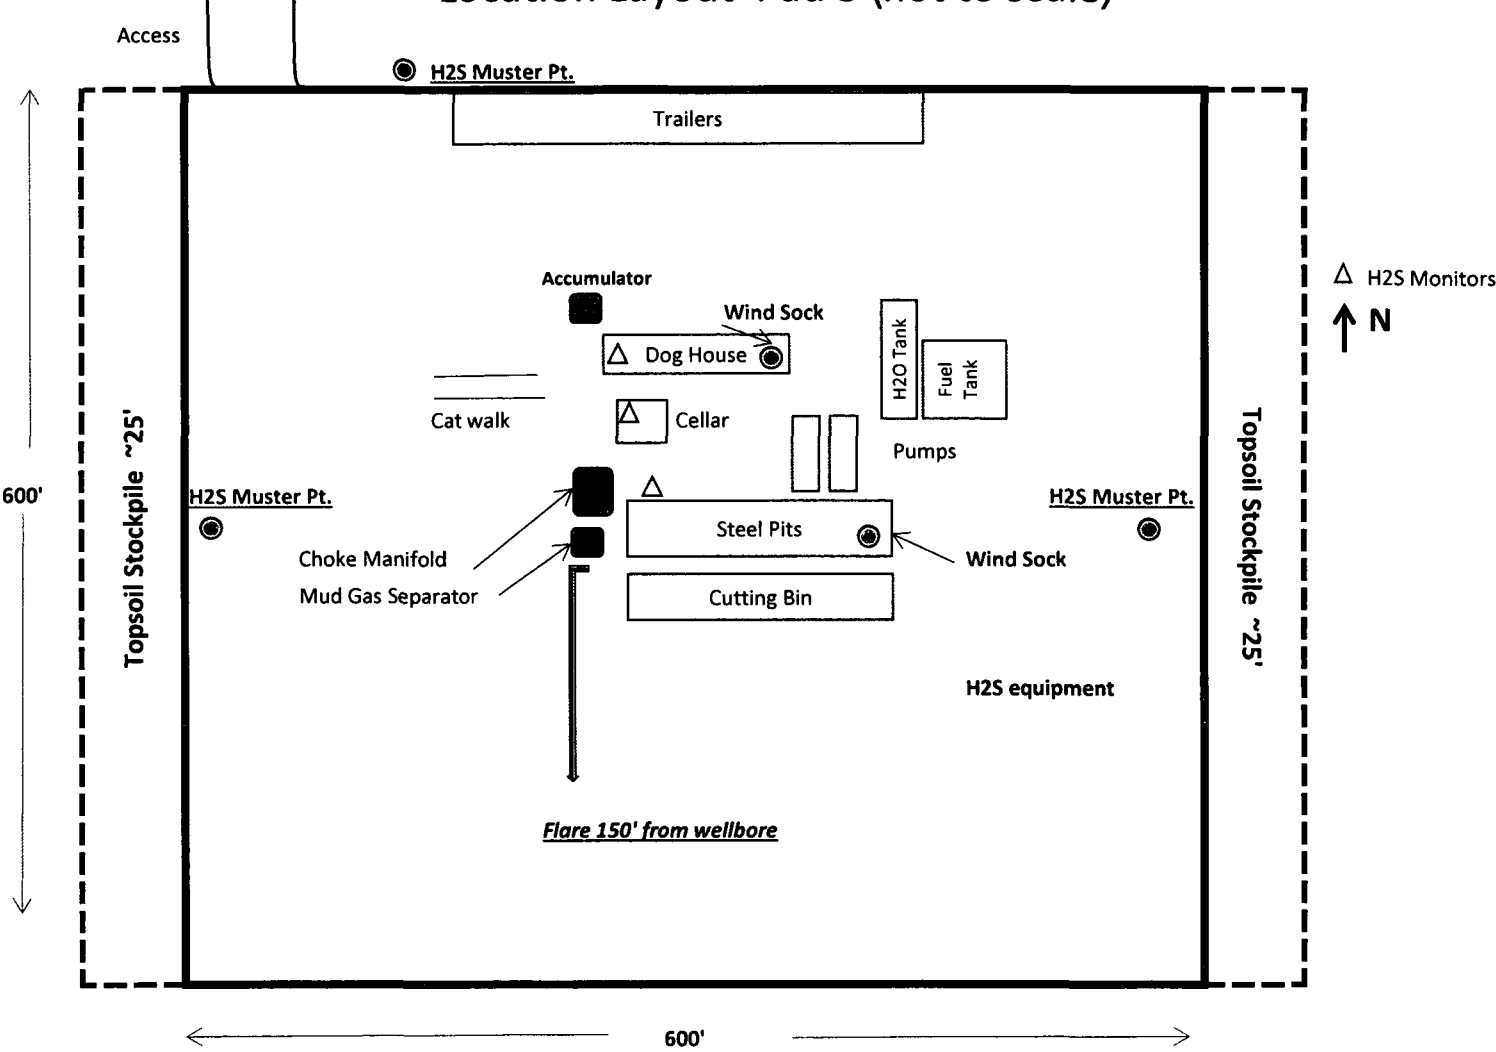 Access
H2S Muster Pt.
Trailers
Accumulator
Wind Sock
Dog House
H2O Tank
Fuel
Tank
H2S Monitors
N
Cat walk
Cellar
Pumps
Topsoil Stockpile ~25'
Topsoil Stockpile ~25'
600'
H2S Muster Pt.
H2S Muster Pt.
Steel Pits
Choke Manifold
Wind Sock
Mud Gas Separator
Cutting Bin
H2S equipment
Flare 150' from wellbore
600'